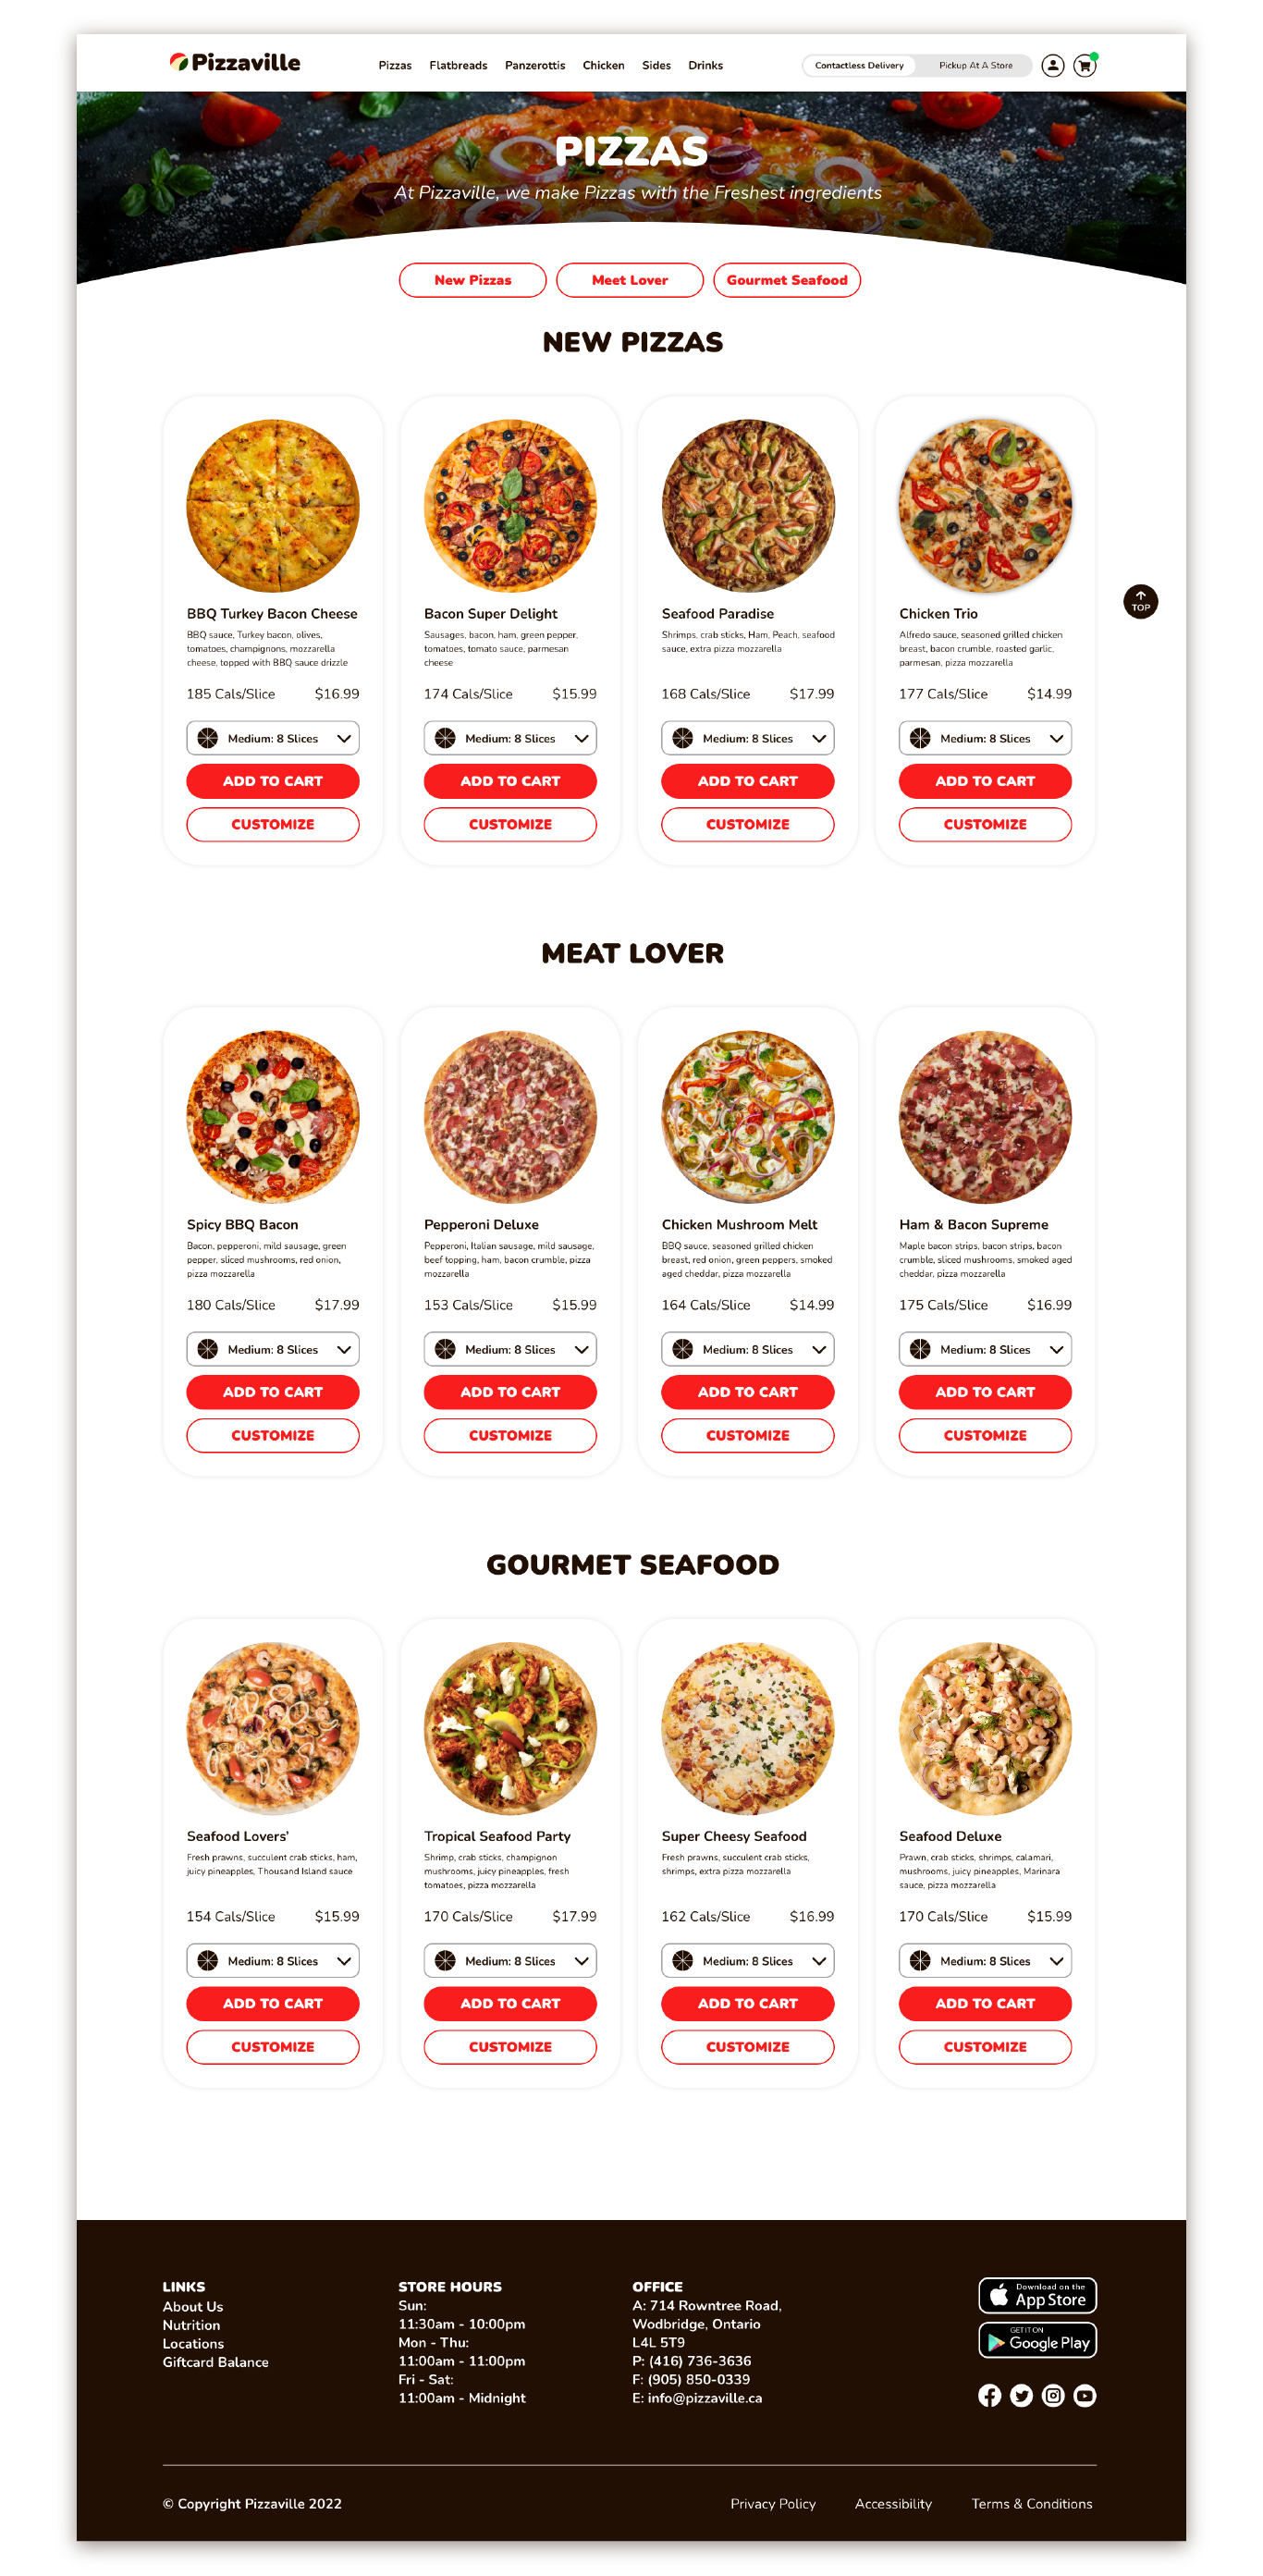 Pizzaville
Pizzas Flatbreads Panzerottis Chicken Sides Drinks
Contactless Delivery Pickup At A Store
PIZZAS
At Pizzaville, we make Pizzas with the Freshest ingredients
New Pizzas Meet Lover Gourmet Seafood
NEW PIZZAS
BBQ Turkey Bacon Cheese
BBQ sauce, Turkey bacon, olives,
tomatoes, champignons, mozzarella
cheese, topped with BBQ sauce drizzle
185 Cals/Slice $16.99
Medium: 8 Slices
ADD TO CART
CUSTOMIZE
Bacon Super Delight
Sausages, bacon, ham, green pepper,
tomatoes, tomato sauce, parmesan
cheese
174 Cals/Slice $15.99
Medium: 8 Slices
ADD TO CART
CUSTOMIZE
Seafood Paradise
Shrimps, crab sticks, Ham, Peach, seafood
sauce, extra pizza mozzarella
168 Cals/Slice $17.99
Medium: 8 Slices
ADD TO CART
CUSTOMIZE
Chicken Trio
Alfredo sauce, seasoned grilled chicken
breast, bacon crumble, roasted garlic,
parmesan, pizza mozzarella
177 Cals/Slice $14.99
Medium: 8 Slices
ADD TO CART
CUSTOMIZE
TOP
MEAT LOVER
Spicy BBQ Bacon
Bacon, pepperoni, mild sausage, green
pepper, sliced mushrooms, red onion,
pizza mozzarella
180 Cals/Slice $17.99
Medium: 8 Slices
ADD TO CART
CUSTOMIZE
Pepperoni Deluxe
Pepperoni, Italian sausage, mild sausage,
beef topping, ham, bacon crumble, pizza
mozzarella
153 Cals/Slice $15.99
Medium: 8 Slices
ADD TO CART
CUSTOMIZE
Chicken Mushroom Melt
BBQ sauce, seasoned grilled chicken
breast, red onion, green peppers, smoked
aged cheddar, pizza mozzarella
164 Cals/Slice $14.99
Medium: 8 Slices
ADD TO CART
CUSTOMIZE
Ham & Bacon Supreme
Maple bacon strips, bacon strips, bacon
crumble, sliced mushrooms, smoked aged
cheddar, pizza mozzarella
175 Cals/Slice $16.99
Medium: 8 Slices
ADD TO CART
CUSTOMIZE
GOURMET SEAFOOD
Seafood Lovers'
Fresh prawns, succulent crab sticks, ham,
juicy pineapples, Thousand Island sauce
154 Cals/Slice $15.99
Medium: 8 Slices
ADD TO CART
CUSTOMIZE
Tropical Seafood Party
Shrimp, crab sticks, champignon
mushrooms, juicy pineapples, fresh
tomatoes, pizza mozzarella
170 Cals/Slice $17.99
Medium: 8 Slices
ADD TO CART
CUSTOMIZE
Super Cheesy Seafood
Fresh prawns, succulent crab sticks,
shrimps, extra pizza mozzarella
162 Cals/Slice $16.99
Medium: 8 Slices
ADD TO CART
CUSTOMIZE
Seafood Deluxe
Prawn, crab sticks, shrimps, calamari,
mushrooms, juicy pineapples, Marinara
sauce, pizza mozzarella
170 Cals/Slice $15.99
Medium: 8 Slices
ADD TO CART
CUSTOMIZE
LINKS
About Us
Nutrition
Locations
Giftcard Balance
STORE HOURS
Sun:
11:30am - 10:00pm
Mon - Thu:
11:00am - 11:00pm
Fri - Sat:
11:00am - Midnight
OFFICE
A: 714 Rowntree Road,
Wodbridge, Ontario
L4L 5T9
P: (416) 736-3636
F: (905) 850-0339
E: info@pizzaville.ca
Download on the
App Store
GET IT ON
Google Play
© Copyright Pizzaville 2022
Privacy Policy Accessibility Terms & Conditions